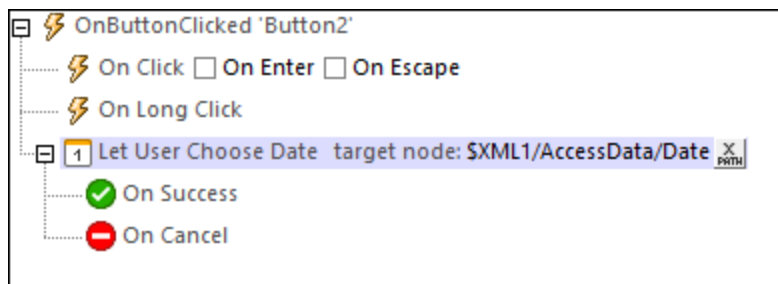 OnButtonClicked 'Button2'
On Click On Enter On Escape
On Long Click
1 Let User Choose Date target node: $XML1/AccessData/Date X PATH
On Success
On Cancel